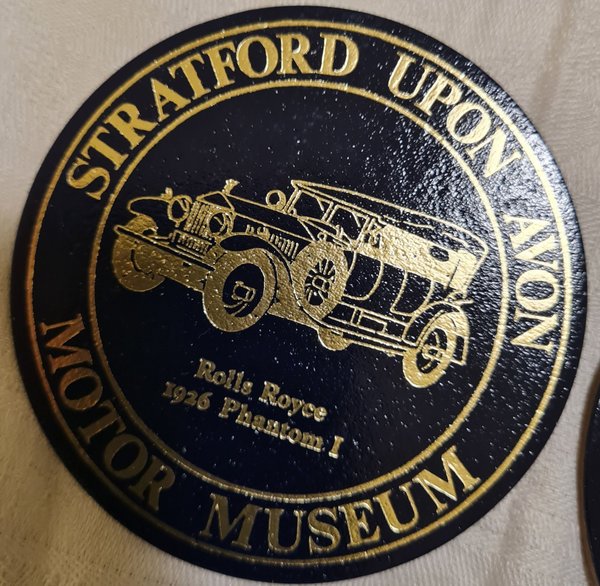 STRATFORD UPON AVON
MOTOR MUSEUM
Rolls Royce
1926 Phantom I